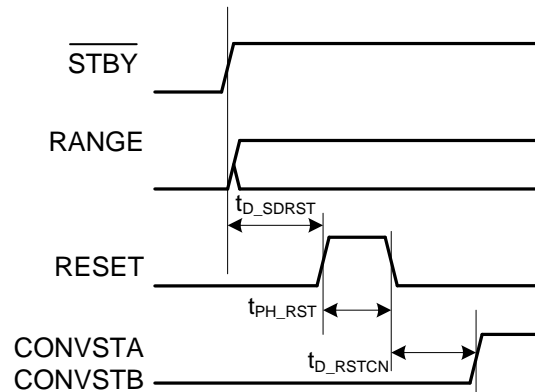 STBY
RANGE
tD_SDRST
RESET
tPH_RST
CONVSTA
tD_RSTCN
CONVSTB